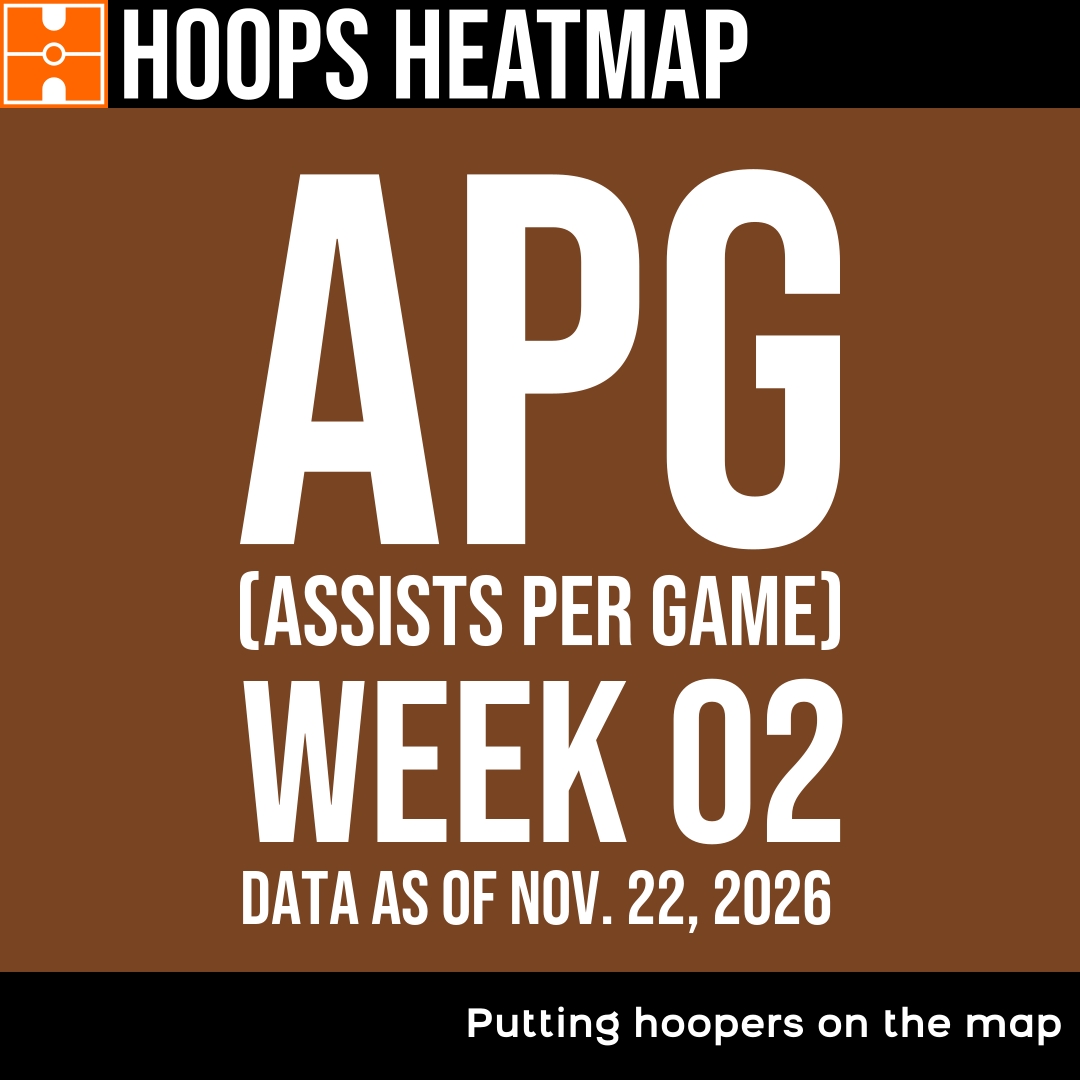 HOOPS HEATMAP
APG
(ASSISTS PER GAME)
WEEK 02
DATA AS OF NOV. 22, 2026
Putting hoopers on the map